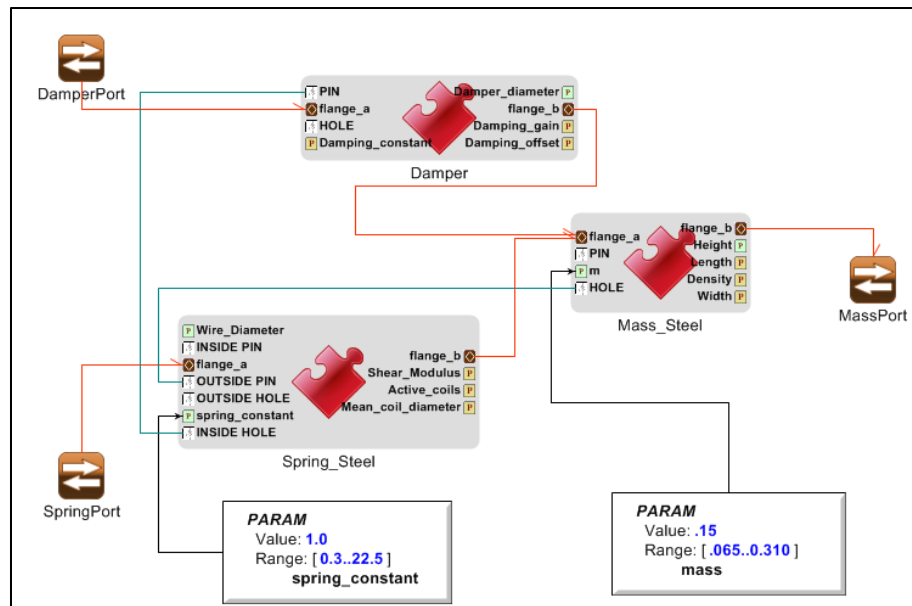 DamperPort
PIN
flange_a
HOLE
Damping_constant
Damper_diameter
P
flange_b
Damping_gain
P
Damping_offset
P
P
Damper
flange_a
PIN
P
m
HOLE
flange_b
Height
P
Length
P
Density
P
Width
P
Mass_Steel
MassPort
P
Wire_Diameter
INSIDE PIN
flange_a
OUTSIDE PIN
OUTSIDE HOLE
P
spring_constant
INSIDE HOLE
flange_b
Shear_Modulus
P
Active_coils
P
Mean_coil_diameter
P
Spring_Steel
SpringPort
PARAM
Value: 1.0
Range: [ 0.3..22.5 ]
spring_constant
PARAM
Value: .15
Range: [ .065..0.310 ]
mass